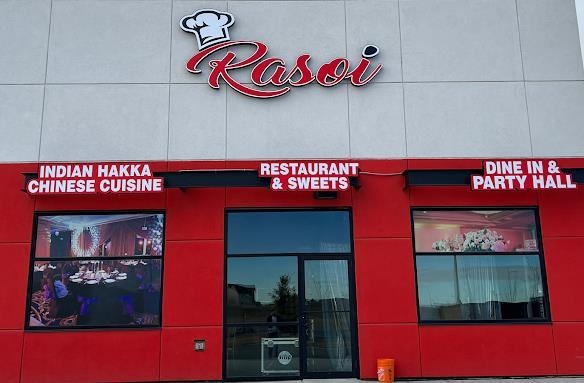 Rasoi
INDIAN HAKKA
CHINESE CUISINE
RESTAURANT
& SWEETS
DINE IN &
PARTY HALL